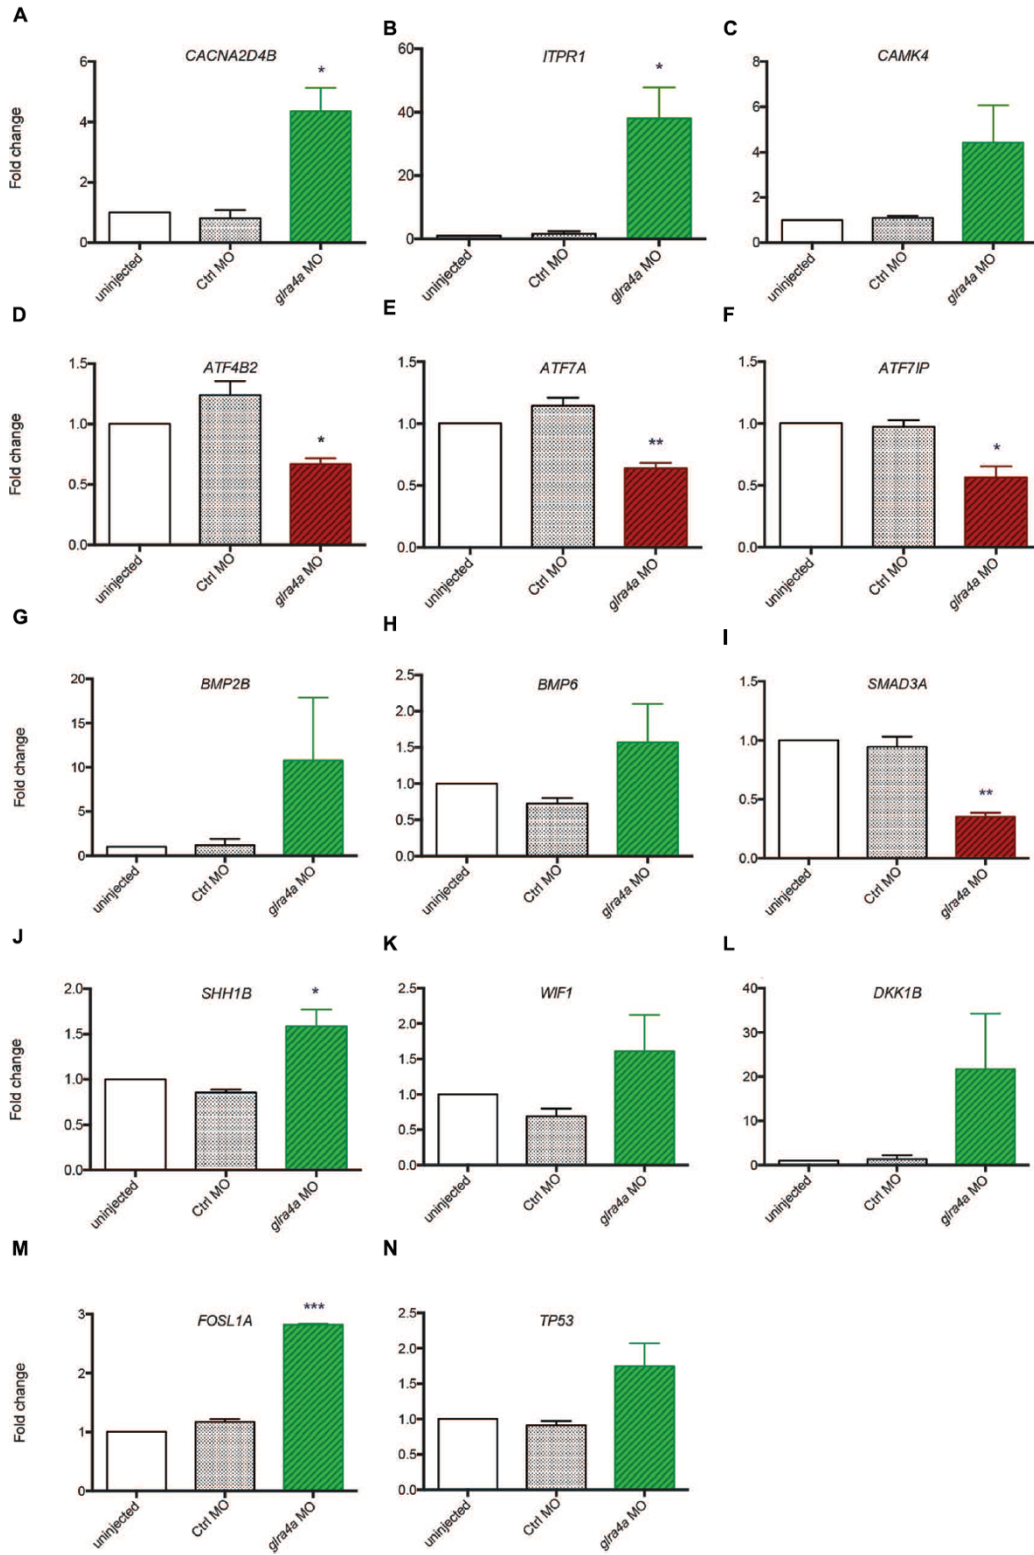 A
CACNA2D4B
*
Fold change
6
4
2
0
uninjected
Ctrl MO
glra4a MO
B
ITPR1
*
60
40
20
0
uninjected
Ctrl MO
glra4a MO
C
CAMK4
8
6
4
2
0
uninjected
Ctrl MO
glra4a MO
D
ATF4B2
*
Fold change
1.5
1.0
0.5
0.0
uninjected
Ctrl MO
glra4a MO
E
ATF7A
**
1.5
1.0
0.5
0.0
uninjected
Ctrl MO
glra4a MO
F
ATF7IP
*
1.5
1.0
0.5
0.0
uninjected
Ctrl MO
glra4a MO
G
BMP2B
Fold change
20
15
10
5
0
uninjected
Ctrl MO
glra4a MO
H
BMP6
2.5
2.0
1.5
1.0
0.5
0.0
uninjected
Ctrl MO
glra4a MO
I
SMAD3A
**
1.5
1.0
0.5
0.0
uninjected
Ctrl MO
glra4a MO
J
SHH1B
*
Fold change
2.0
1.5
1.0
0.5
0.0
uninjected
Ctrl MO
glra4a MO
K
WIF1
2.5
2.0
1.5
1.0
0.5
0.0
uninjected
Ctrl MO
glra4a MO
L
DKK1B
40
30
20
10
0
uninjected
Ctrl MO
glra4a MO
M
FOSL1A
***
Fold change
3
2
1
0
uninjected
Ctrl MO
glra4a MO
N
TP53
2.5
2.0
1.5
1.0
0.5
0.0
uninjected
Ctrl MO
glra4a MO